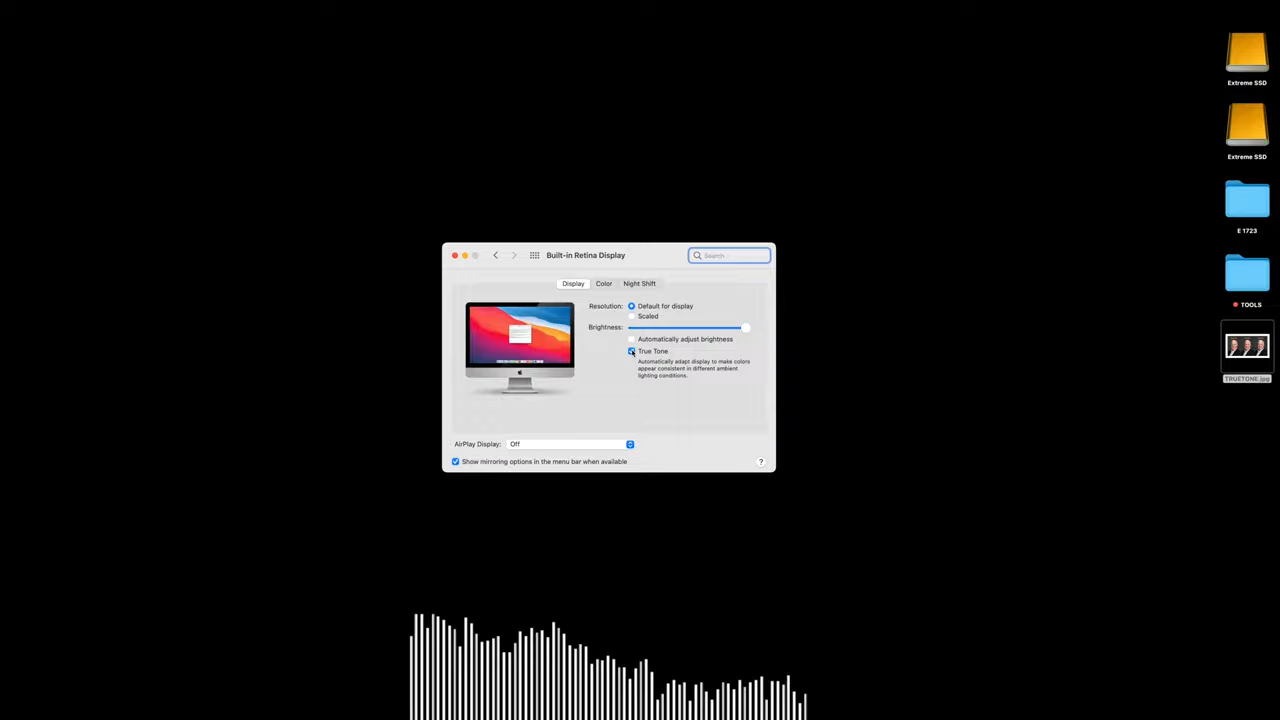 Built-in Retina Display
Search
Display
Color
Night Shift
Resolution:
Default for display
Scaled
Brightness:
Automatically adjust brightness
True Tone
Automatically adapt display to make colors
appear consistent in different ambient
lighting conditions.
AirPlay Display:
Off
Show mirroring options in the menu bar when available
?
Extreme SSD
Extreme SSD
E 1723
TOOLS
TRUETONE.jpg